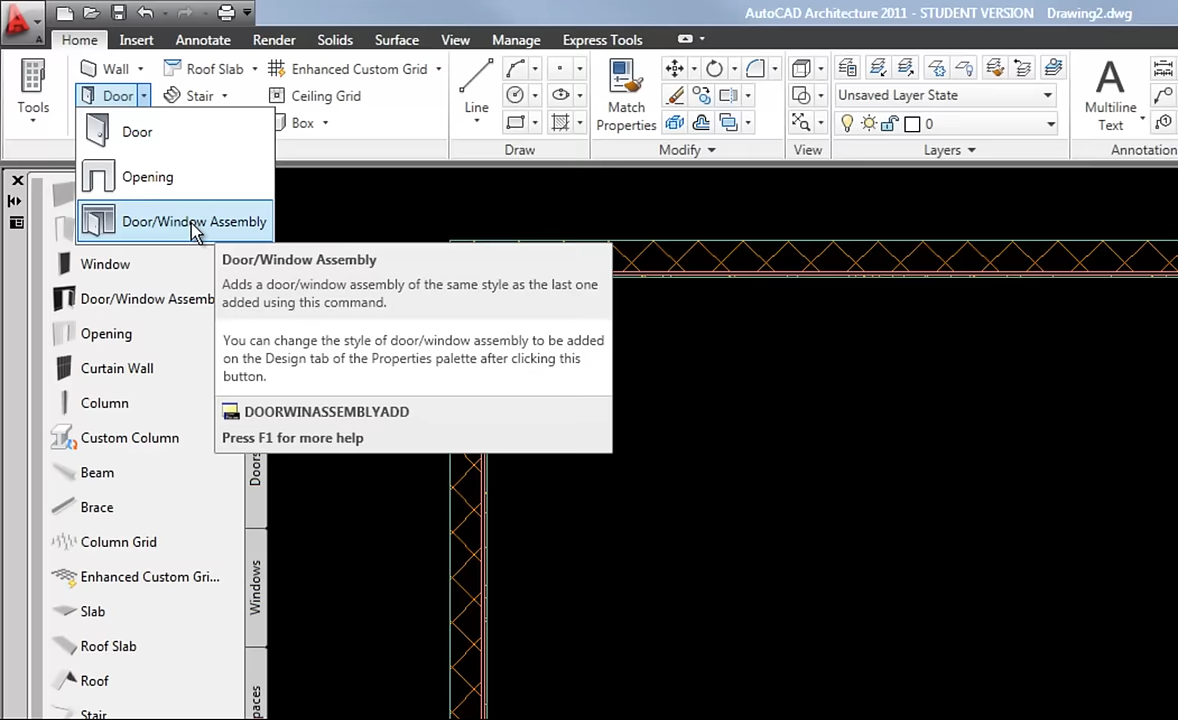 AutoCAD Architecture 2011 - STUDENT VERSION Drawing2.dwg
Home Insert Annotate Render Solids Surface View Manage Plug-ins Express Tools
Tools
Wall
Roof Slab
Enhanced Custom Grid
Door
Stair
Ceiling Grid
Box
Line
Draw
Match
Properties
Modify
View
Unsaved Layer State
0
Layers
A
Multiline
Text
Annotation
Door
Opening
Door/Window Assembly
Door/Window Assembly
Adds a door/window assembly of the same style as the last one
added using this command.
You can change the style of door/window assembly to be added
on the Design tab of the Properties palette after clicking this
button.
DOORWINASSEMBLYADD
Press F1 for more help
Window
Door/Window Assemb
Opening
Curtain Wall
Column
Custom Column
Beam
Brace
Column Grid
Enhanced Custom Gri...
Slab
Roof Slab
Roof
Stair
Doors
Windows
paces